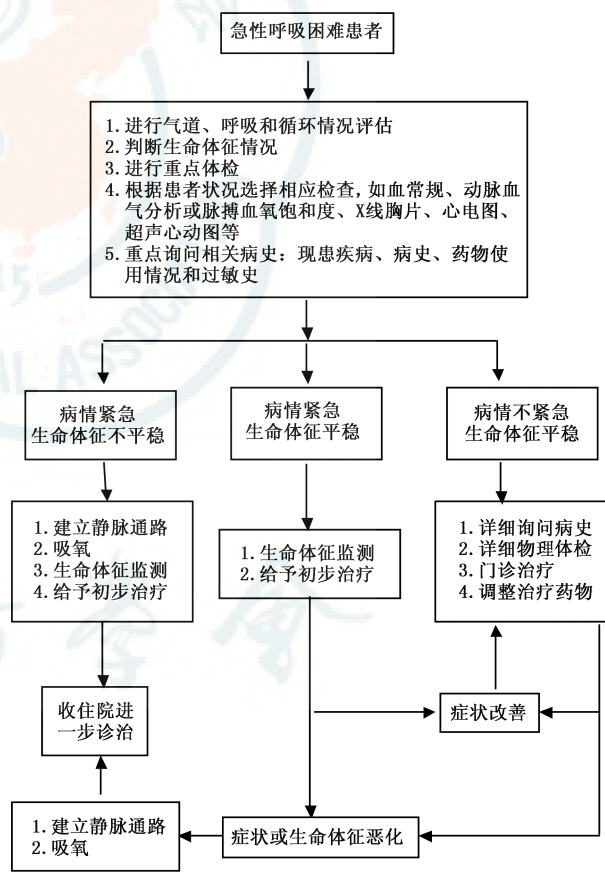 急性呼吸困难患者
1. 进行气道、呼吸和循环情况评估
2. 判断生命体征情况
3. 进行重点体检
4. 根据患者状况选择相应检查，如血常规、动脉血
气分析或脉搏血氧饱和度、X线胸片、心电图、
超声心动图等
5. 重点询问相关病史：现患疾病、病史、药物使
用情况和过敏史
病情紧急
生命体征不平稳
病情紧急
生命体征平稳
病情不紧急
生命体征平稳
1. 建立静脉通路
2. 吸氧
3. 生命体征监测
4. 给予初步治疗
1. 生命体征监测
2. 给予初步治疗
1. 详细询问病史
2. 详细物理体检
3. 门诊治疗
4. 调整治疗药物
收住院进
一步诊治
症状改善
1. 建立静脉通路
2. 吸氧
症状或生命体征恶化